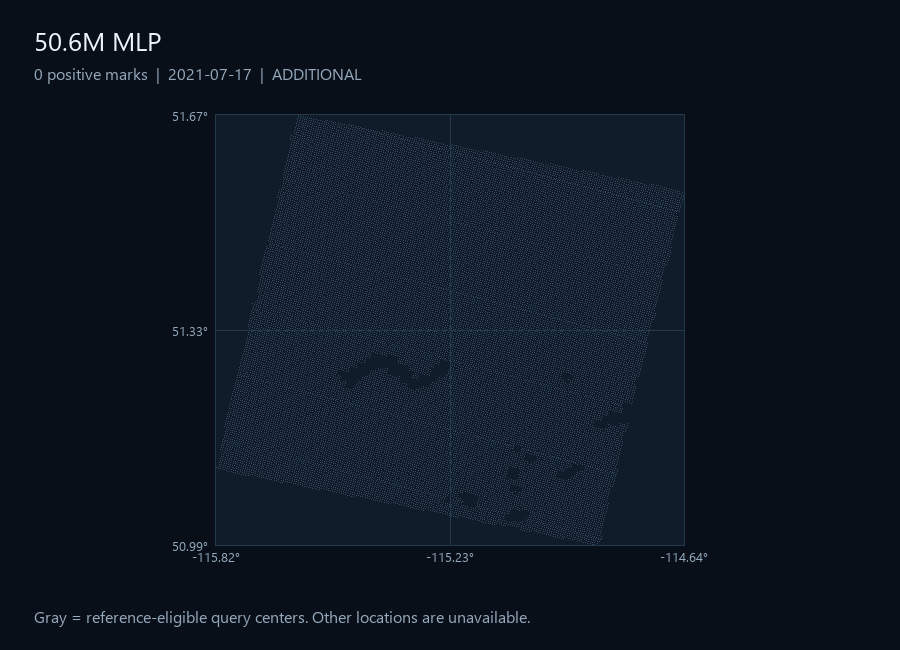 50.6M MLP
0 positive marks | 2021-07-17 | ADDITIONAL
51.67°
51.33°
50.99°
-115.82° -115.23° -114.64°
Gray = reference-eligible query centers. Other locations are unavailable.